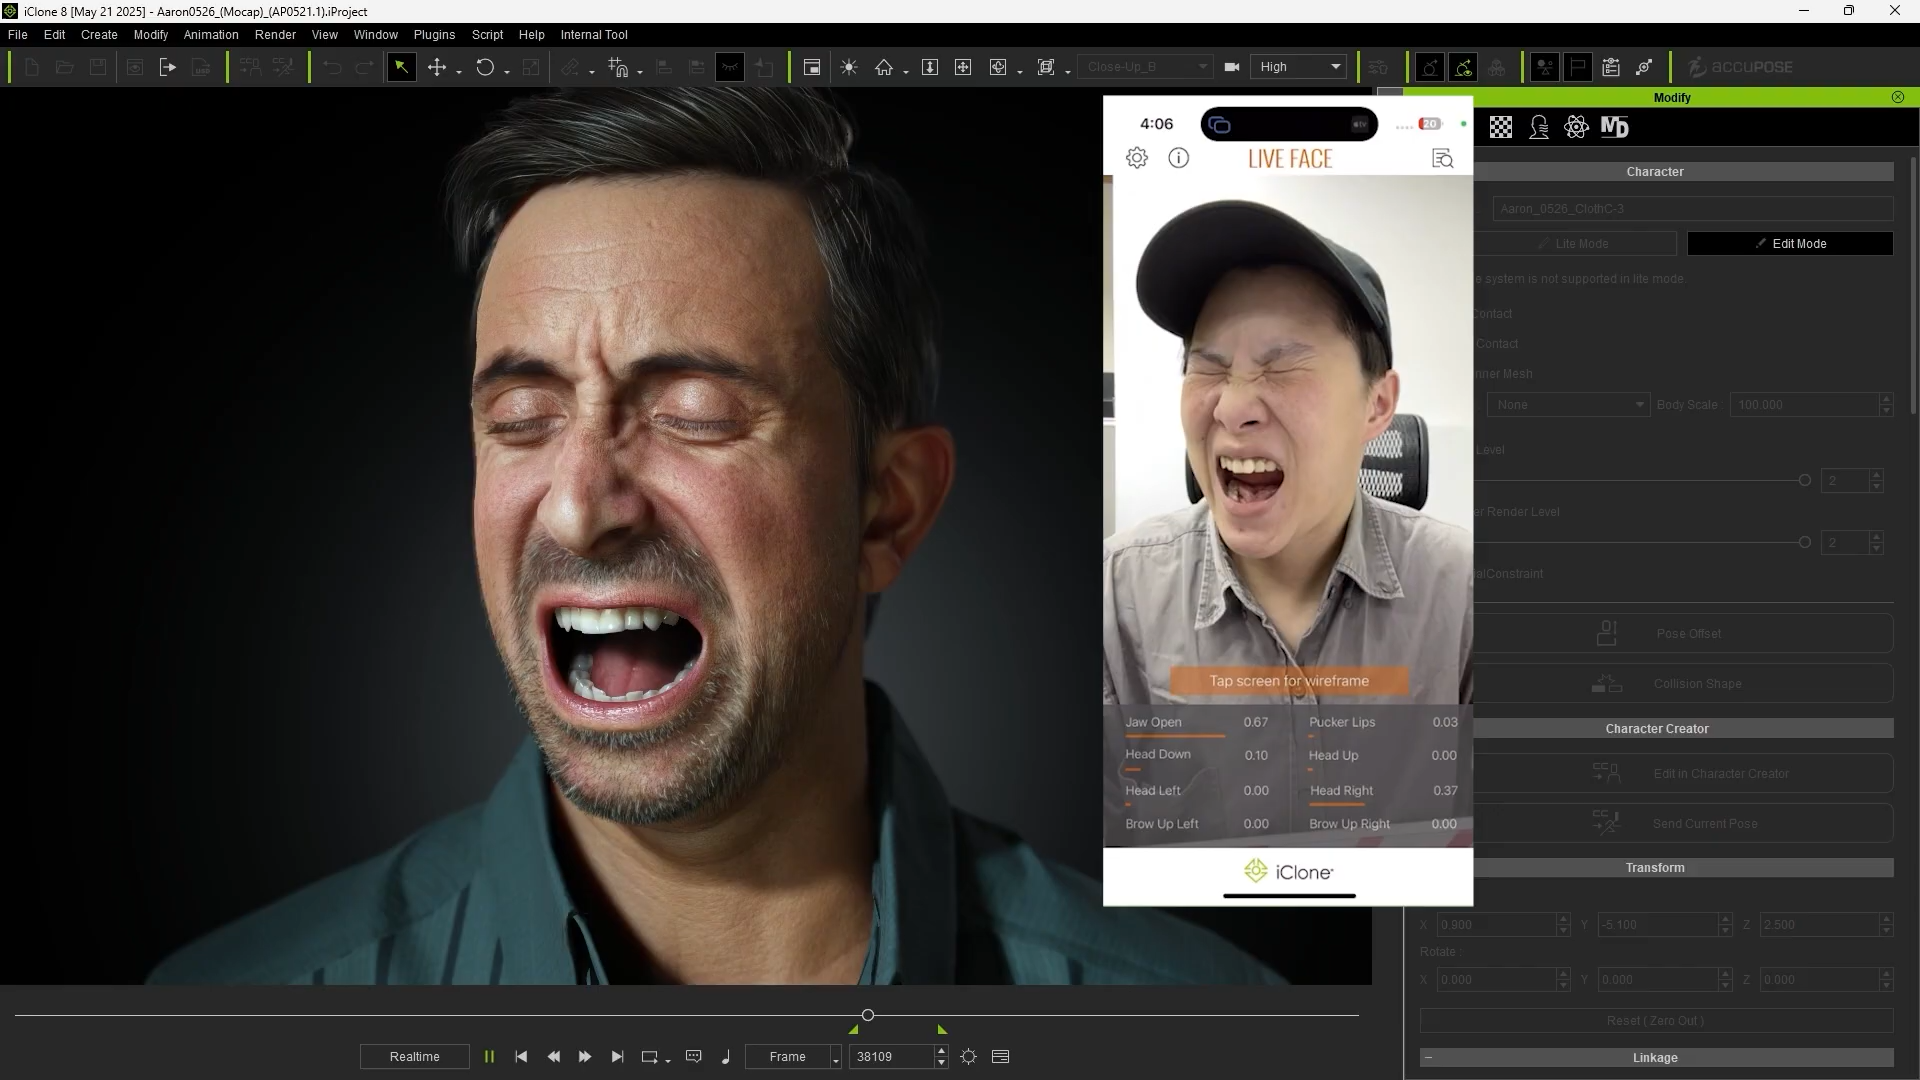 iClone 8 [May 21 2025] - Aaron0526_(Mocap)_(AP0521.1).iProject
File Edit Create Modify Animation Render View Window Plugins Script Help Internal Tool
Close-Up_B High ACCUPOSE
Modify
MD
Character
Aaron_0526_ClothC-3
Lite Mode Edit Mode
system is not supported in lite mode.
Contact
Contact
Mesh
None Body Scale 100.000
Level
2
Render Level
2
Pose Offset
Collision Shape
Character Creator
Edit in Character Creator
Send Current Pose
Transform
X 0.900 Y -5.100 Z 2.500
Rotate :
X 0.000 Y 0.000 Z 0.000
Reset ( Zero Out )
Linkage
4:06 20
LIVE FACE
Tap screen for wireframe
Jaw Open 0.67 Pucker Lips 0.03
Head Down 0.10 Head Up 0.00
Head Left 0.00 Head Right 0.37
Brow Up Left 0.00 Brow Up Right 0.00
iClone
Realtime Frame 38109